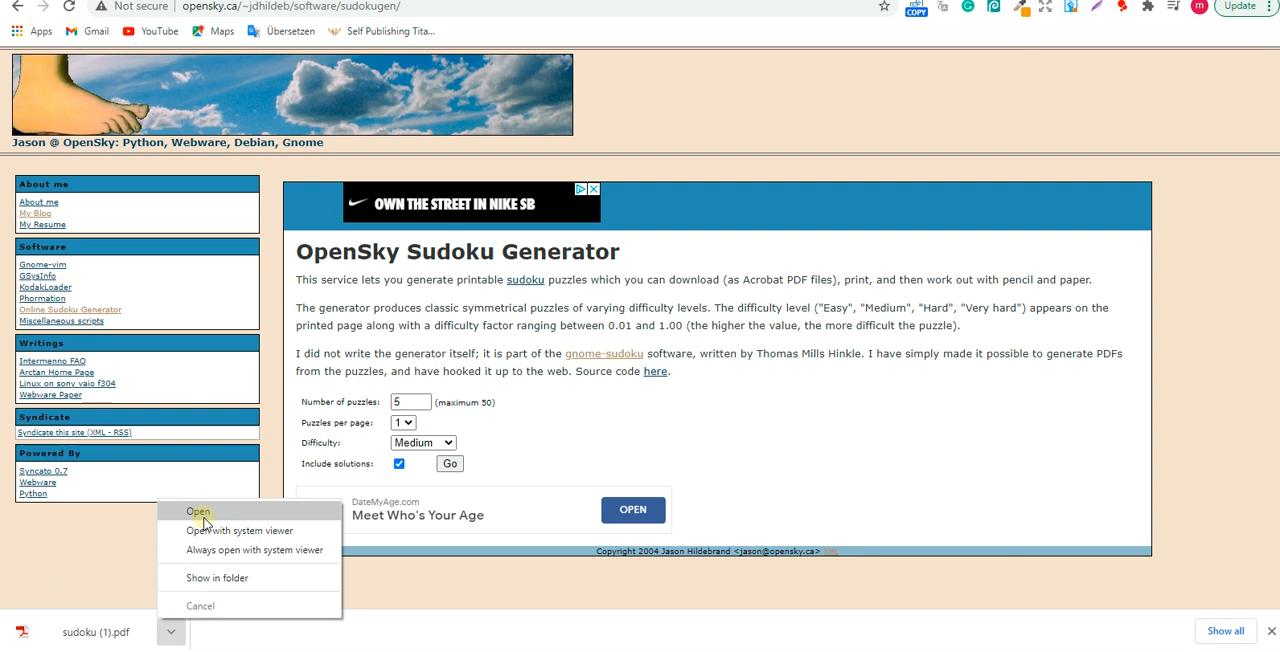 Not secure | opensky.ca/~jdhildeb/software/sudokugen/
COPY
m
Update
Apps
Gmail
YouTube
Maps
Übersetzen
Self Publishing Tita...
Jason @ OpenSky: Python, Webware, Debian, Gnome
About me
About me
My Blog
My Resume
Software
Gnome-vim
GSysInfo
KodakLoader
Phormation
Online Sudoku Generator
Miscellaneous scripts
Writings
Intermenno FAQ
Arctan Home Page
Linux on sony vaio f304
Webware Paper
Syndicate
Syndicate this site (XML - RSS)
Powered By
Syncato 0.7
Webware
Python
OWN THE STREET IN NIKE SB
OpenSky Sudoku Generator
This service lets you generate printable sudoku puzzles which you can download (as Acrobat PDF files), print, and then work out with pencil and paper.
The generator produces classic symmetrical puzzles of varying difficulty levels. The difficulty level ("Easy", "Medium", "Hard", "Very hard") appears on the
printed page along with a difficulty factor ranging between 0.01 and 1.00 (the higher the value, the more difficult the puzzle).
I did not write the generator itself; it is part of the gnome-sudoku software, written by Thomas Mills Hinkle. I have simply made it possible to generate PDFs
from the puzzles, and have hooked it up to the web. Source code here.
Number of puzzles: 5 (maximum 50)
Puzzles per page: 1
Difficulty: Medium
Include solutions: Go
DateMyAge.com
Meet Who's Your Age
OPEN
Copyright 2004 Jason Hildebrand <jason@opensky.ca> XML
Open
Open with system viewer
Always open with system viewer
Show in folder
Cancel
sudoku (1).pdf
Show all